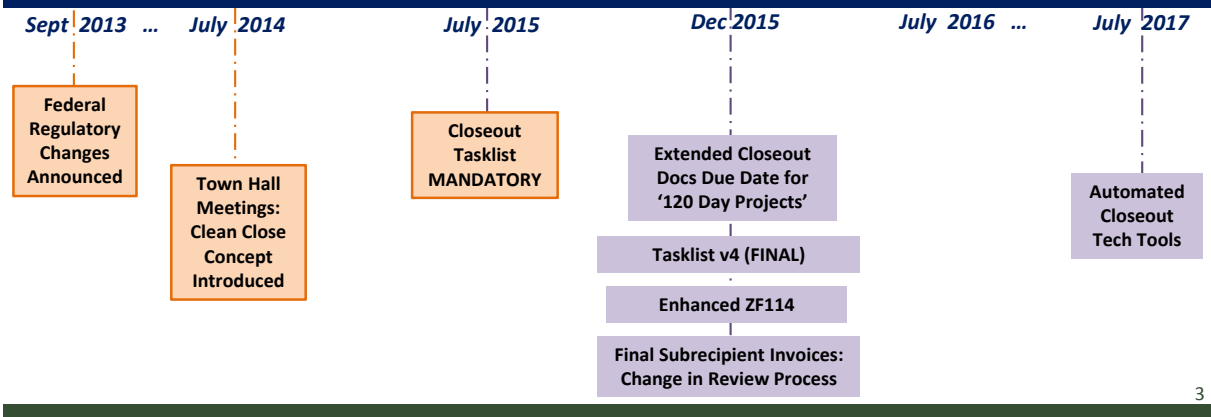 Sept 2013 ... July 2014 July 2015 Dec 2015 July 2016 ... July 2017
Federal
Regulatory
Changes
Announced
Town Hall
Meetings:
Clean Close
Concept
Introduced
Closeout
Tasklist
MANDATORY
Extended Closeout
Docs Due Date for
‘120 Day Projects’
Tasklist v4 (FINAL)
Enhanced ZF114
Final Subrecipient Invoices:
Change in Review Process
Automated
Closeout
Tech Tools
3